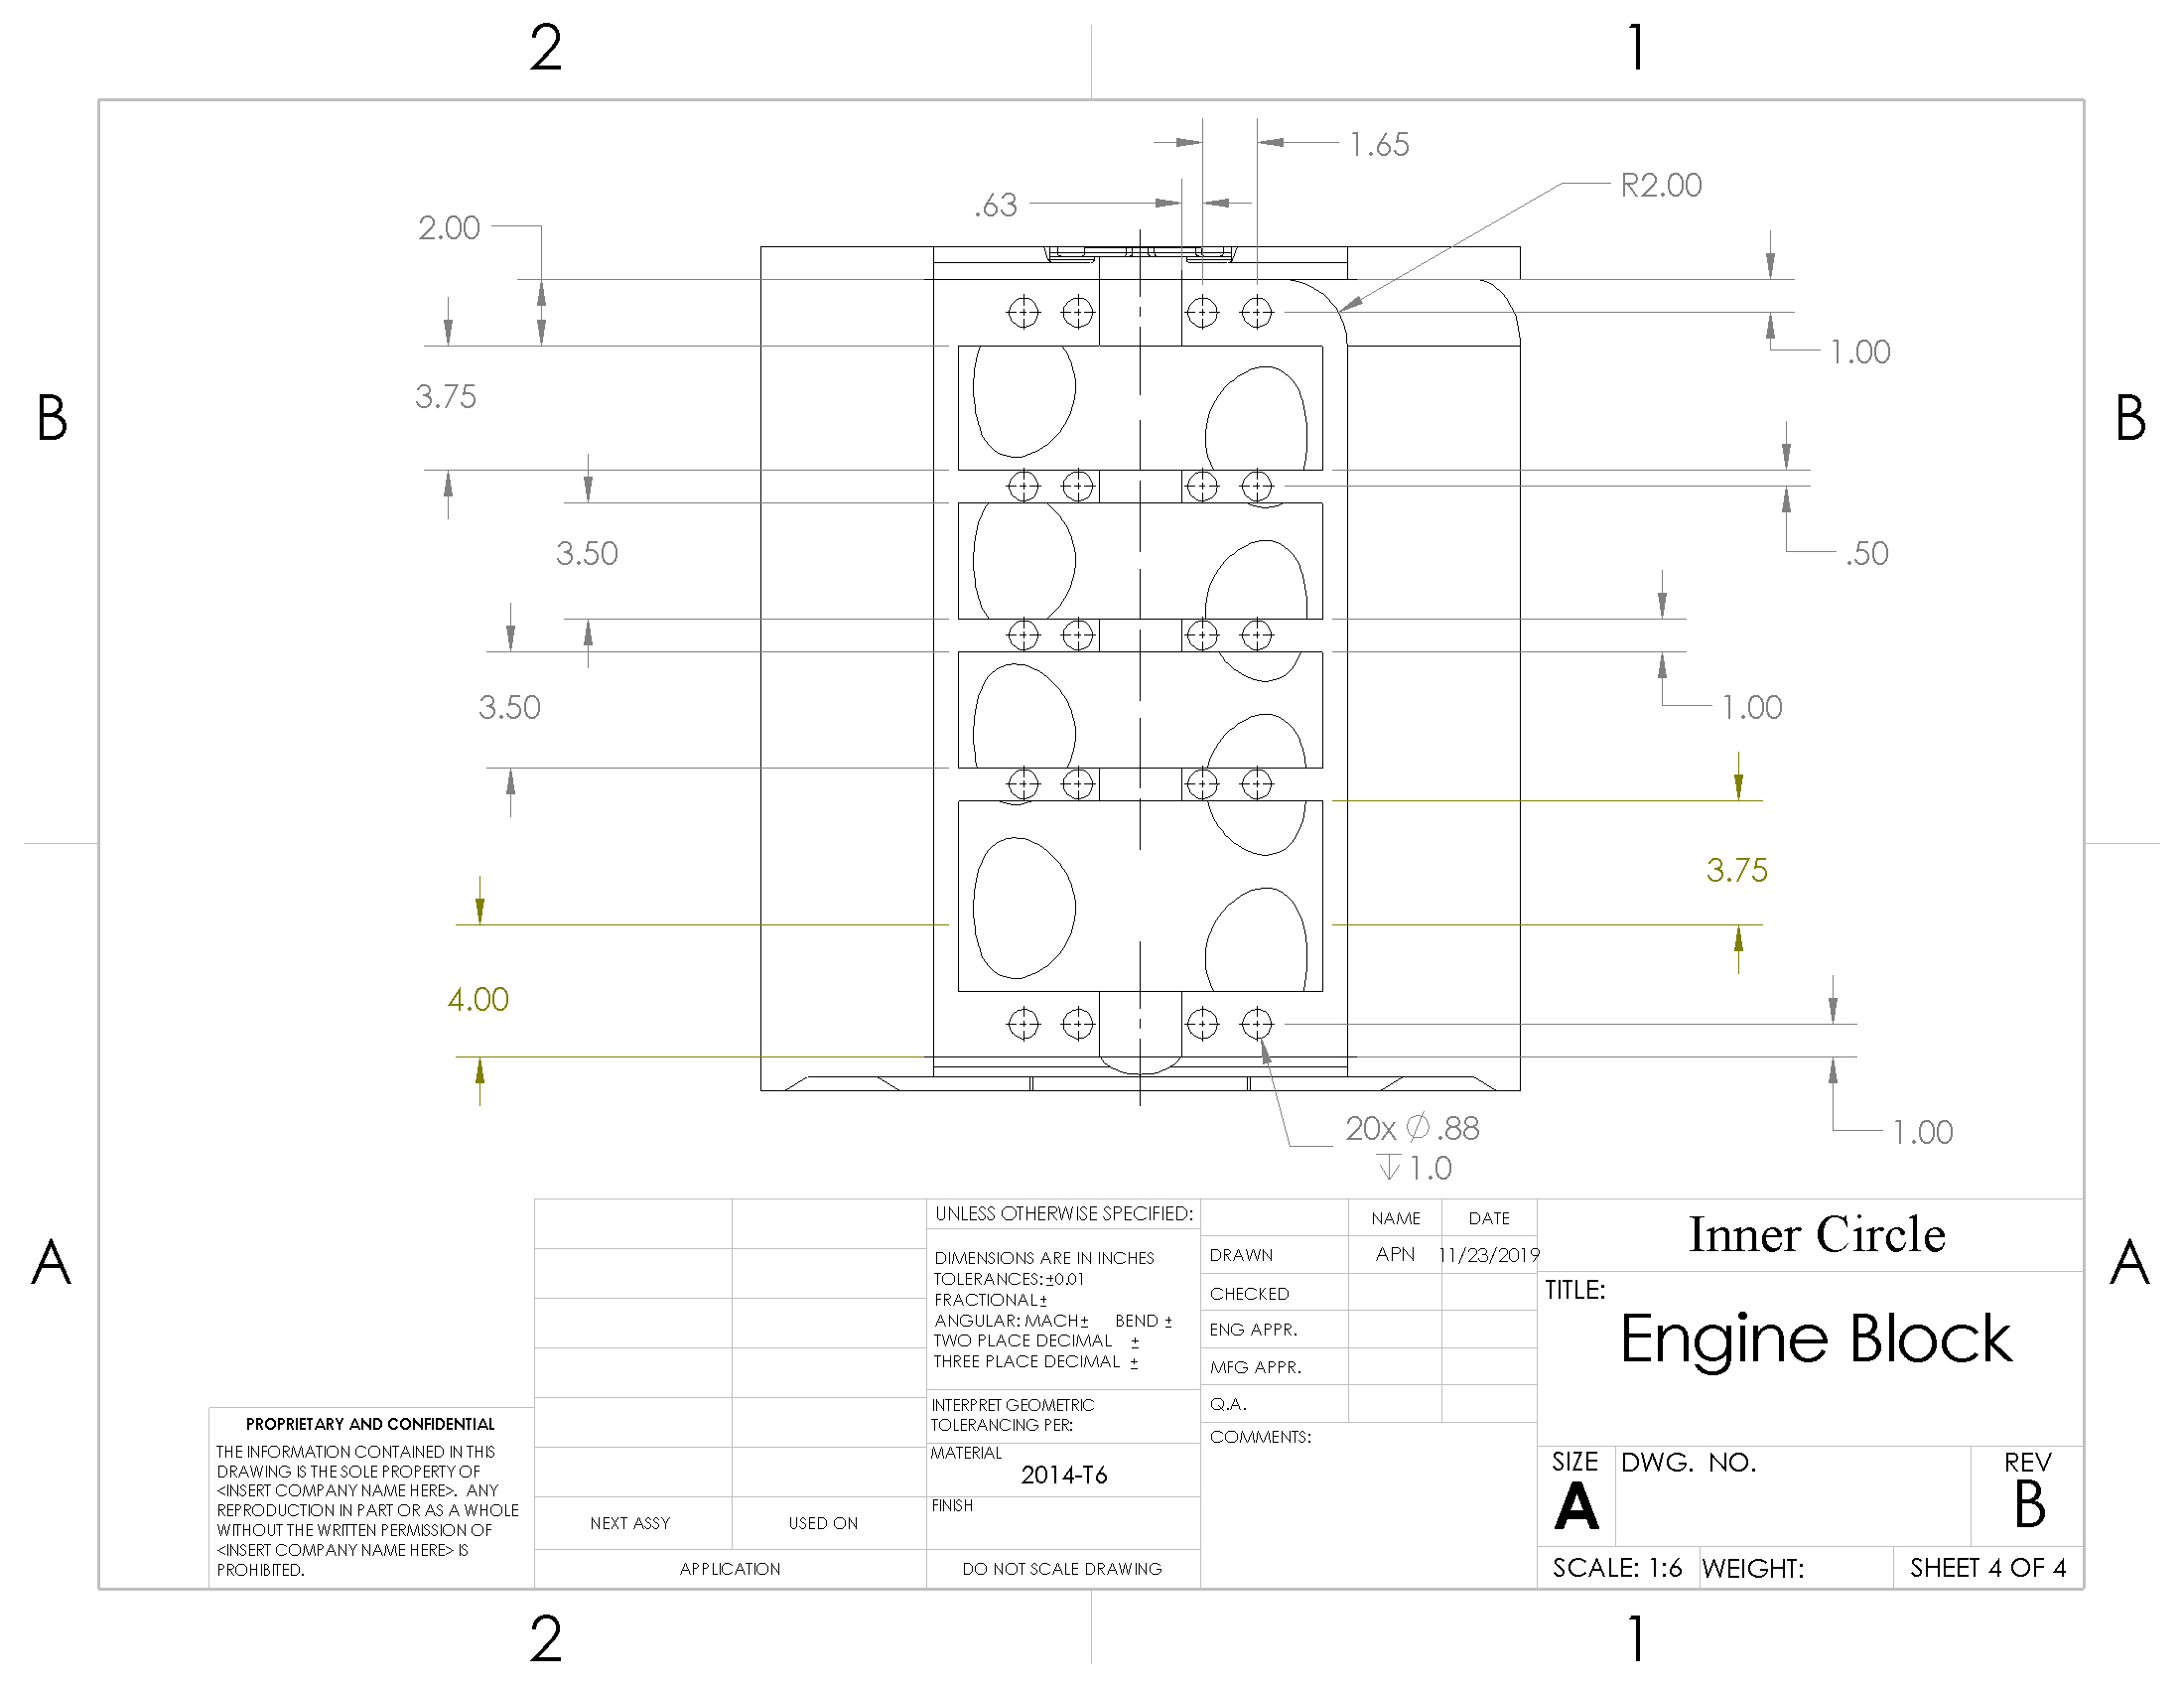 2
1
1.65
.63
R2.00
2.00
1.00
B
3.75
B
3.50
.50
3.50
1.00
3.75
4.00
20x ⌀ .88
↧ 1.0
1.00
A
A
UNLESS OTHERWISE SPECIFIED:
DIMENSIONS ARE IN INCHES
TOLERANCES:±0.01
FRACTIONAL±
ANGULAR: MACH± BEND ±
TWO PLACE DECIMAL ±
THREE PLACE DECIMAL ±
INTERPRET GEOMETRIC
TOLERANCING PER:
MATERIAL
2014-T6
FINISH
DO NOT SCALE DRAWING
NAME DATE
DRAWN APN 11/23/2019
CHECKED
ENG APPR.
MFG APPR.
Q.A.
COMMENTS:
Inner Circle
TITLE:
Engine Block
SIZE DWG. NO. REV
A B
SCALE: 1:6 WEIGHT: SHEET 4 OF 4
PROPRIETARY AND CONFIDENTIAL
THE INFORMATION CONTAINED IN THIS
DRAWING IS THE SOLE PROPERTY OF
<INSERT COMPANY NAME HERE>. ANY
REPRODUCTION IN PART OR AS A WHOLE
WITHOUT THE WRITTEN PERMISSION OF
<INSERT COMPANY NAME HERE> IS
PROHIBITED.
NEXT ASSY USED ON
APPLICATION
2
1